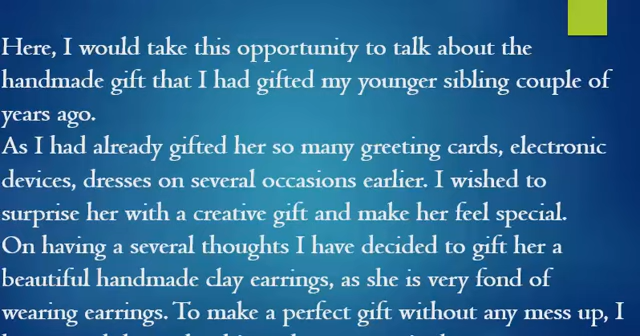 Here, I would take this opportunity to talk about the
handmade gift that I had gifted my younger sibling couple of
years ago.
As I had already gifted her so many greeting cards, electronic
devices, dresses on several occasions earlier. I wished to
surprise her with a creative gift and make her feel special.
On having a several thoughts I have decided to gift her a
beautiful handmade clay earrings, as she is very fond of
wearing earrings. To make a perfect gift without any mess up, I